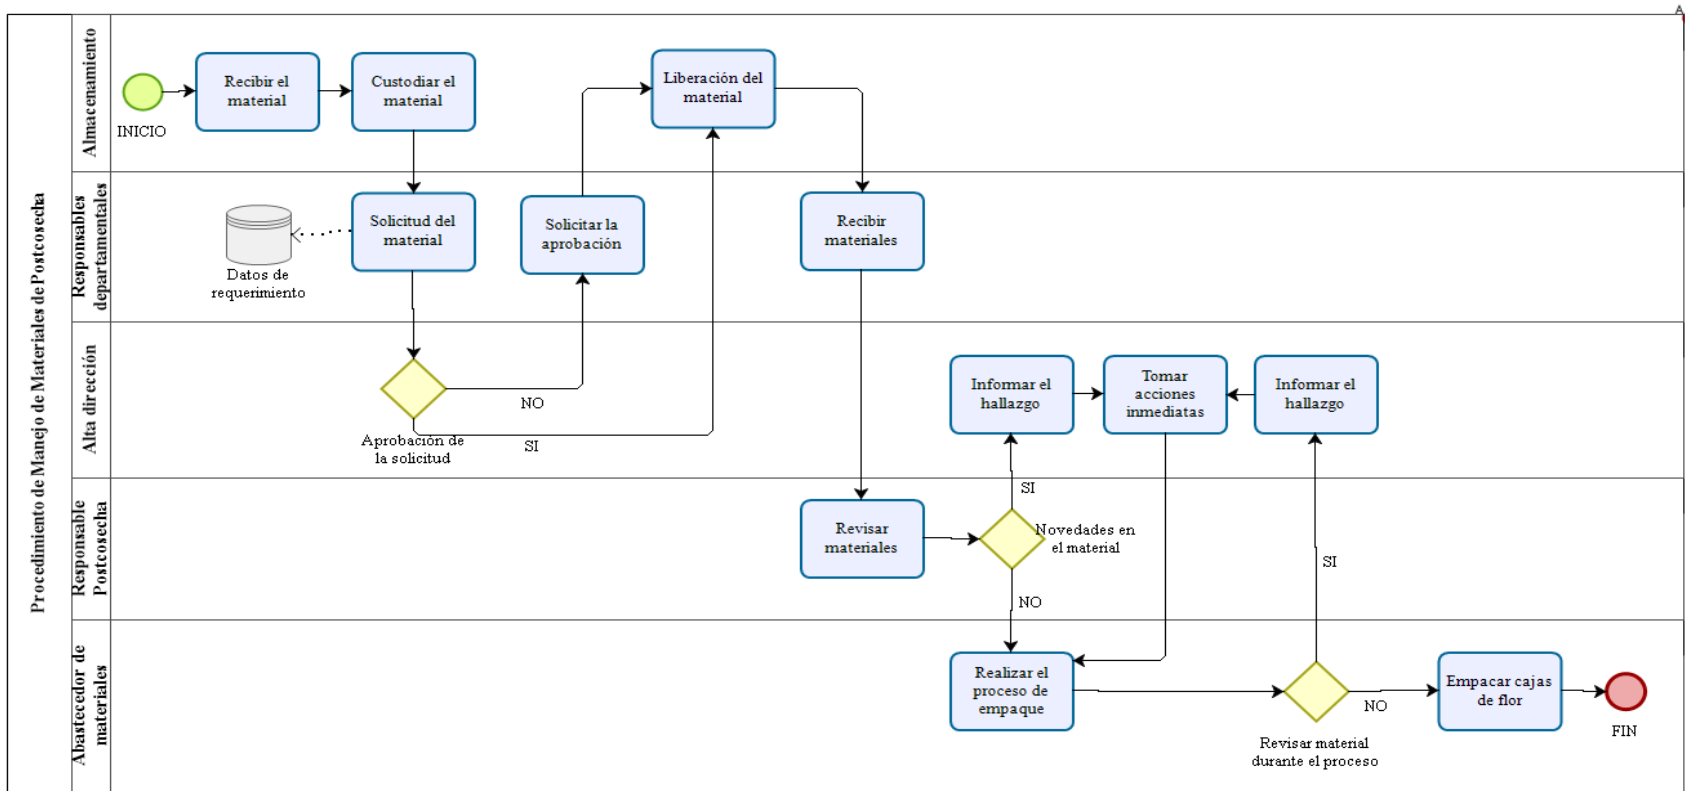 A
Procedimiento de Manejo de Materiales de Postcosecha
Almacenamiento
INICIO
Recibir el
material
Custodiar el
material
Liberación del
material
Responsables
departamentales
Datos de
requerimiento
Solicitud del
material
Solicitar la
aprobación
Recibir
materiales
Alta dirección
Aprobación de
la solicitud
NO
SI
Informar el
hallazgo
Tomar
acciones
inmediatas
Informar el
hallazgo
Responsable
Postcosecha
Revisar
materiales
SI
Novedades en
el material
NO
SI
Abastecedor de
materiales
Realizar el
proceso de
empaque
Revisar material
durante el proceso
NO
Empacar cajas
de flor
FIN